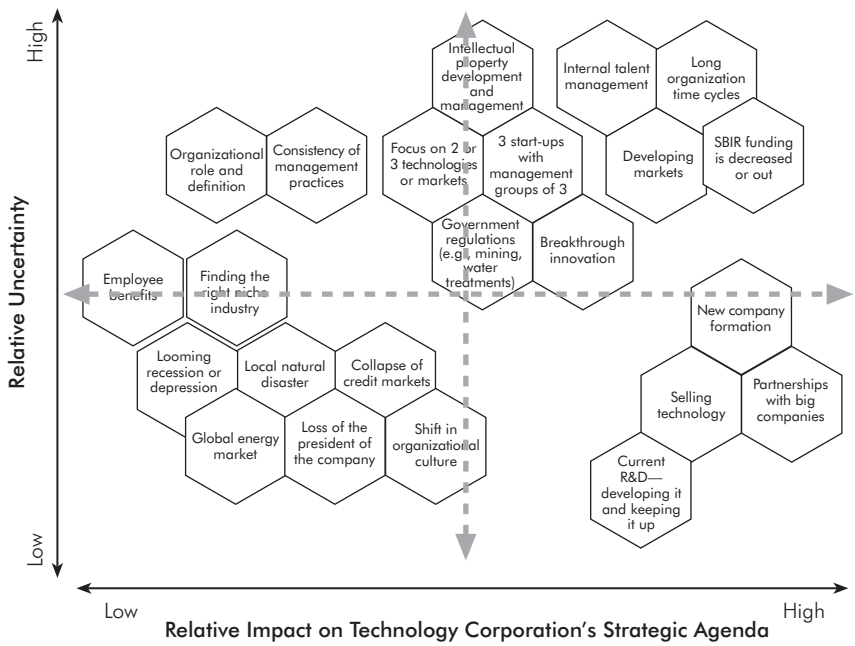 High
Relative Uncertainty
Low
Intellectual
property
development
and
management
Internal talent
management
Long
organization
time cycles
Organizational
role and
definition
Consistency of
management
practices
Focus on 2 or
3 technologies
or markets
3 start-ups
with
management
groups of 3
Developing
markets
SBIR funding
is decreased
or out
Government
regulations
(e.g., mining,
water
treatments)
Breakthrough
innovation
Employee
benefits
Finding the
right niche
industry
New company
formation
Looming
recession or
depression
Local natural
disaster
Collapse of
credit markets
Selling
technology
Partnerships
with big
companies
Global energy
market
Loss of the
president of
the company
Shift in
organizational
culture
Current
R&D—
developing it
and keeping
it up
Low
High
Relative Impact on Technology Corporation's Strategic Agenda